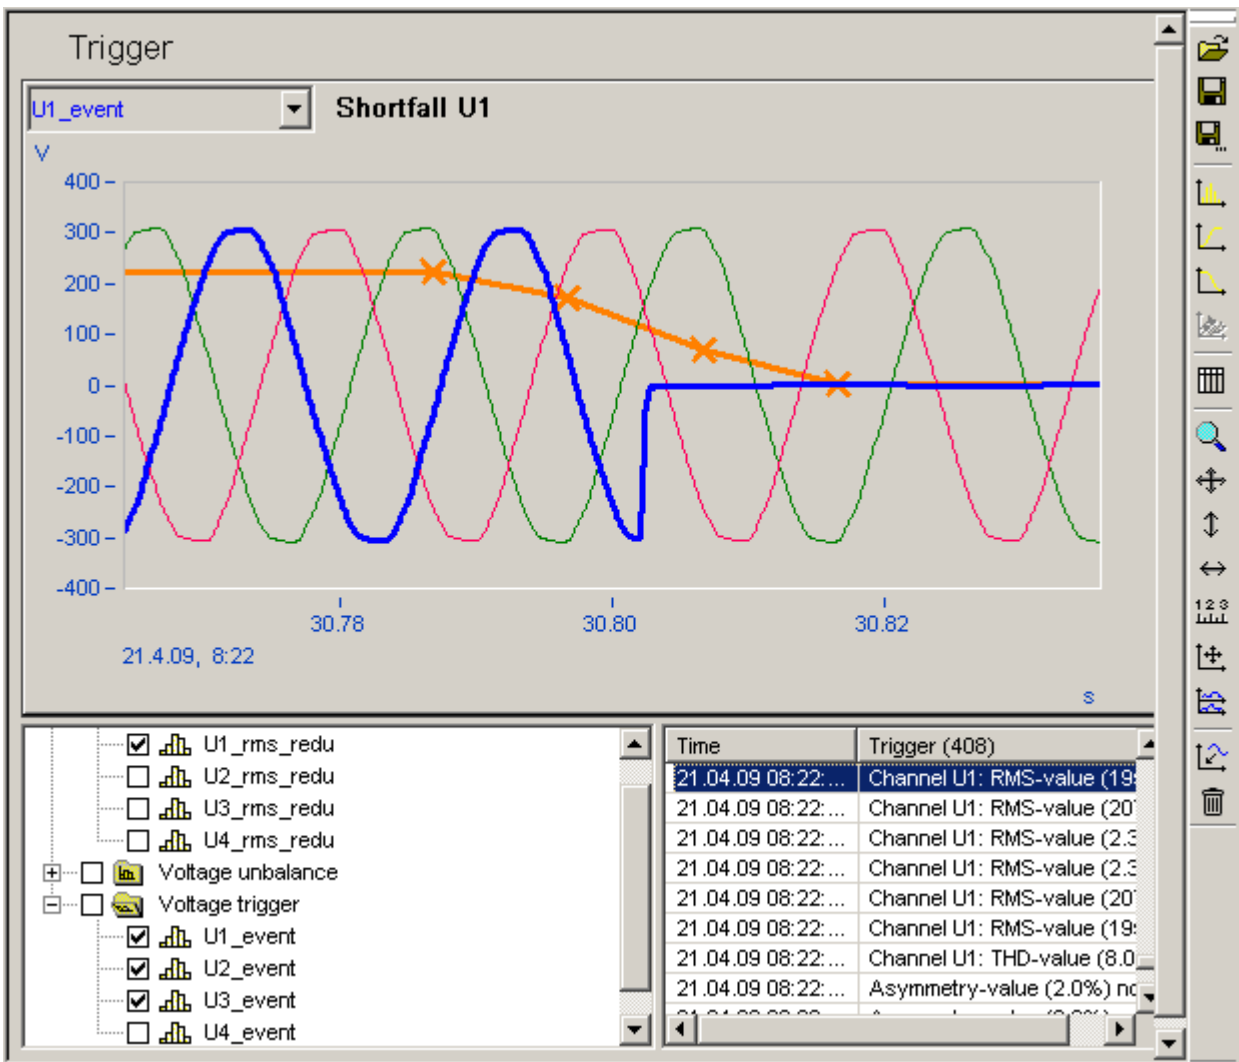 Trigger
U1_event
Shortfall U1
V
400
300
200
100
0
-100
-200
-300
-400
30.78 30.80 30.82
21.4.09, 8:22
s
U1_rms_redu
U2_rms_redu
U3_rms_redu
U4_rms_redu
Voltage unbalance
Voltage trigger
U1_event
U2_event
U3_event
U4_event
Time Trigger (408)
21.04.09 08:22:... Channel U1: RMS-value (19
21.04.09 08:22:... Channel U1: RMS-value (20
21.04.09 08:22:... Channel U1: RMS-value (2.3
21.04.09 08:22:... Channel U1: RMS-value (2.3
21.04.09 08:22:... Channel U1: RMS-value (20
21.04.09 08:22:... Channel U1: RMS-value (19
21.04.09 08:22:... Channel U1: THD-value (8.0
21.04.09 08:22:... Asymmetry-value (2.0%)
1 2 3